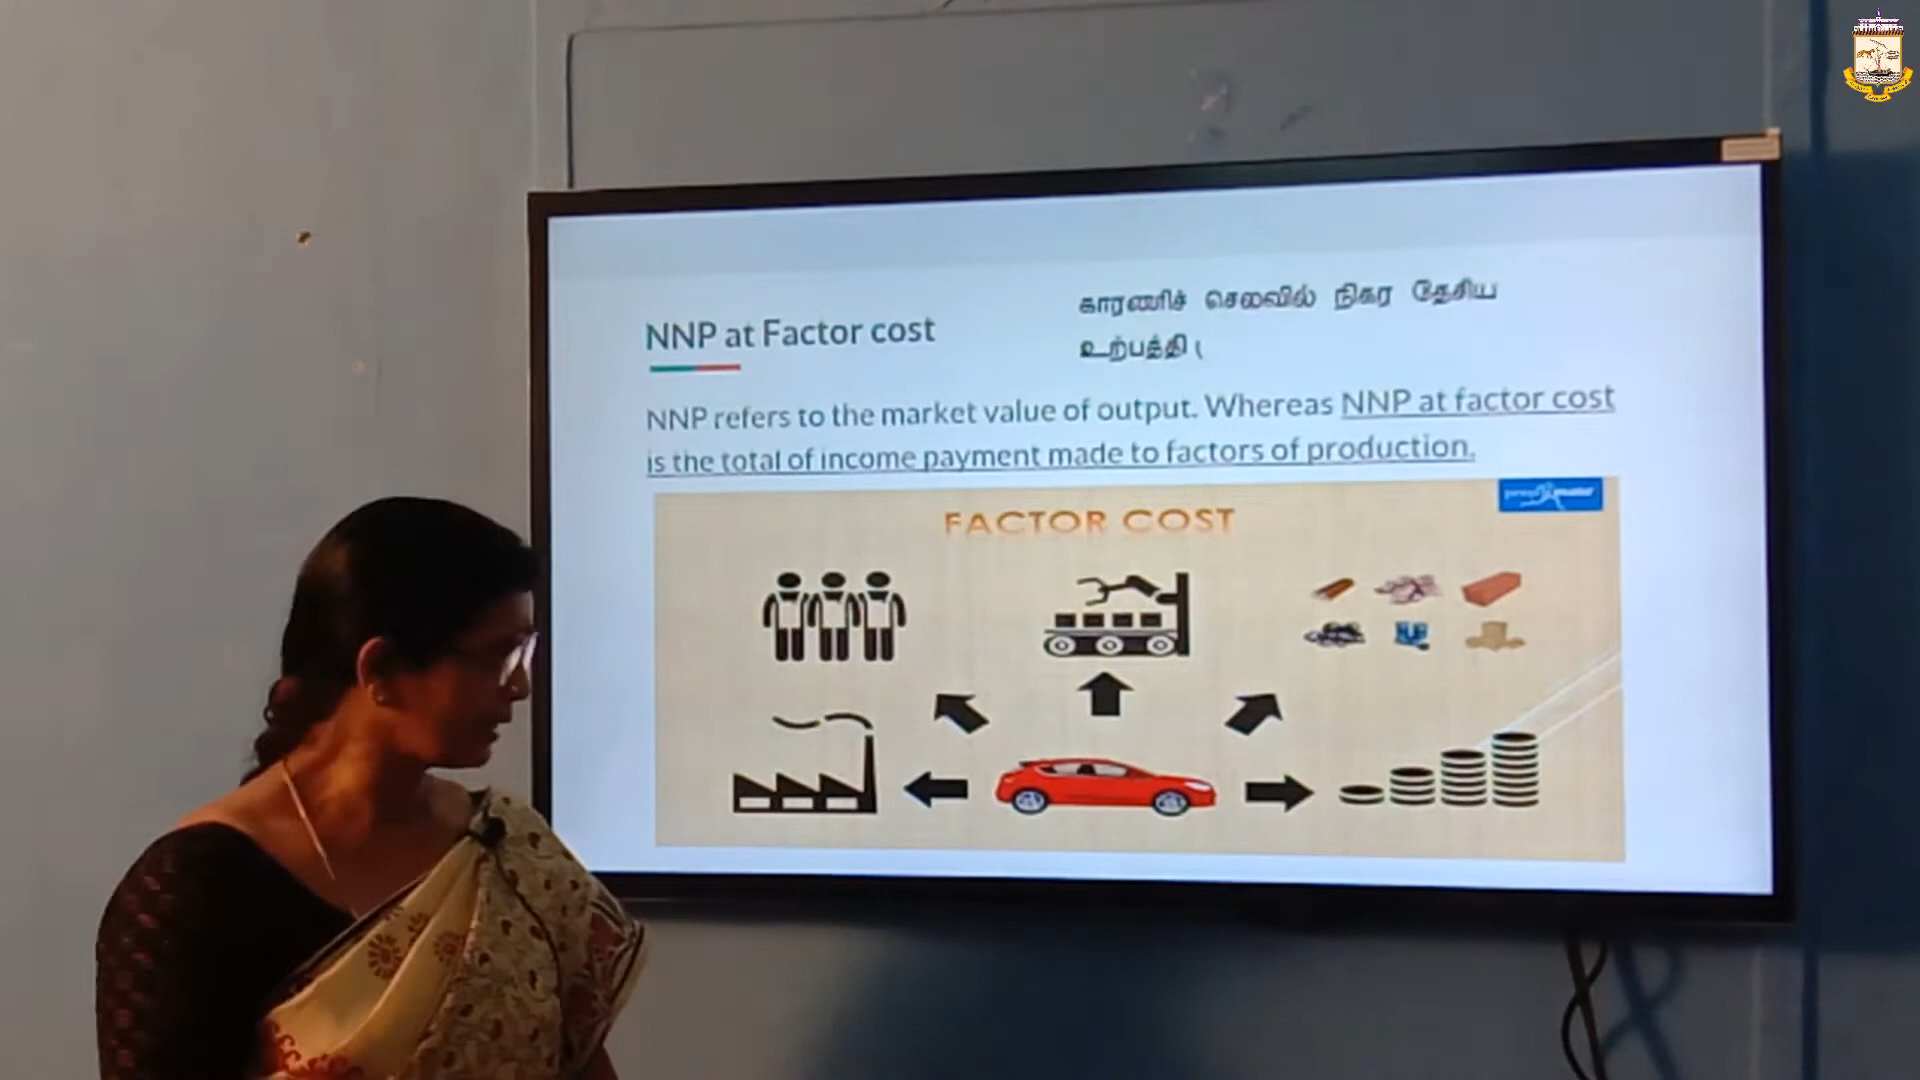 காரணிச் செலவில் நிகர தேசிய
உற்பத்தி (
NNP at Factor cost
NNP refers to the market value of output. Whereas NNP at factor cost
is the total of income payment made to factors of production.
FACTOR COST